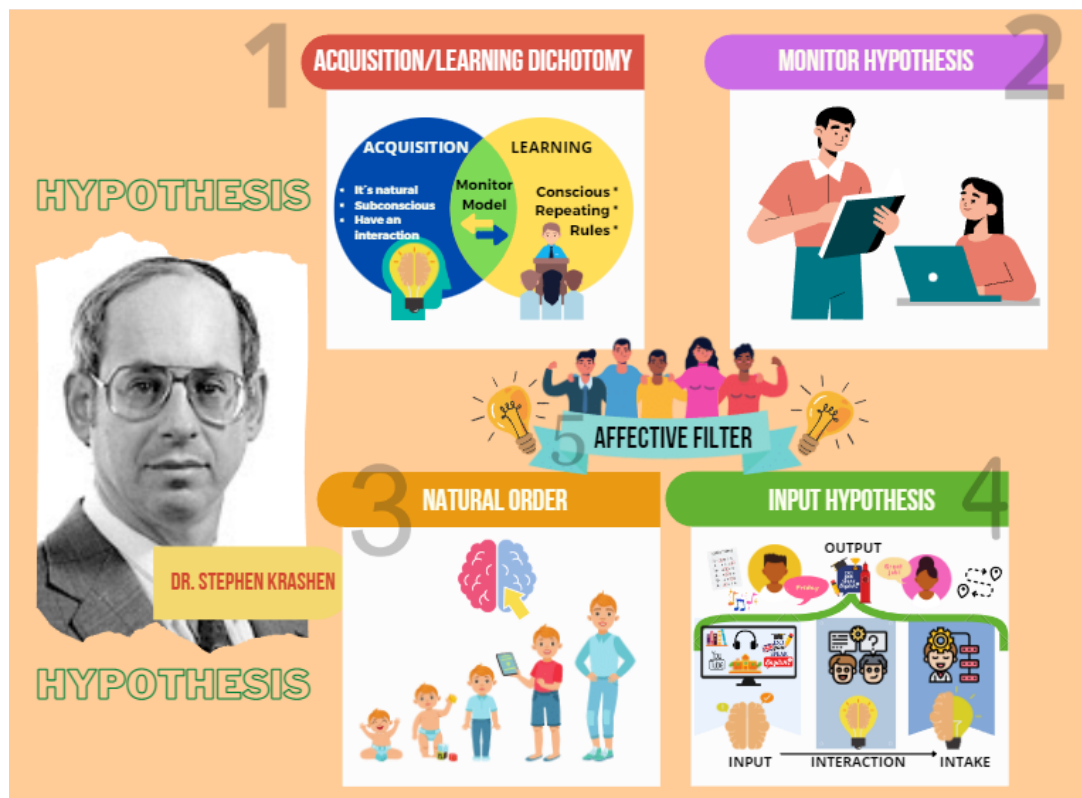 HYPOTHESIS
DR. STEPHEN KRASHEN
HYPOTHESIS
1
ACQUISITION/LEARNING DICHOTOMY
ACQUISITION
• It´s natural
• Subconscious
• Have an
interaction
Monitor
Model
LEARNING
Conscious *
Repeating *
Rules *
2
MONITOR HYPOTHESIS
5
AFFECTIVE FILTER
3
NATURAL ORDER
4
INPUT HYPOTHESIS
OUTPUT
Friday
INPUT
INTERACTION
INTAKE